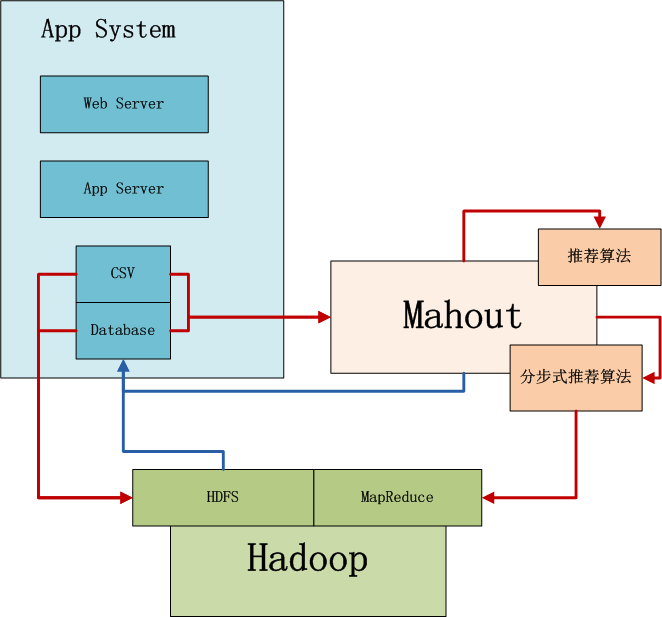 App System
Web Server
App Server
CSV
Database
推荐算法
Mahout
分步式推荐算法
HDFS
MapReduce
Hadoop